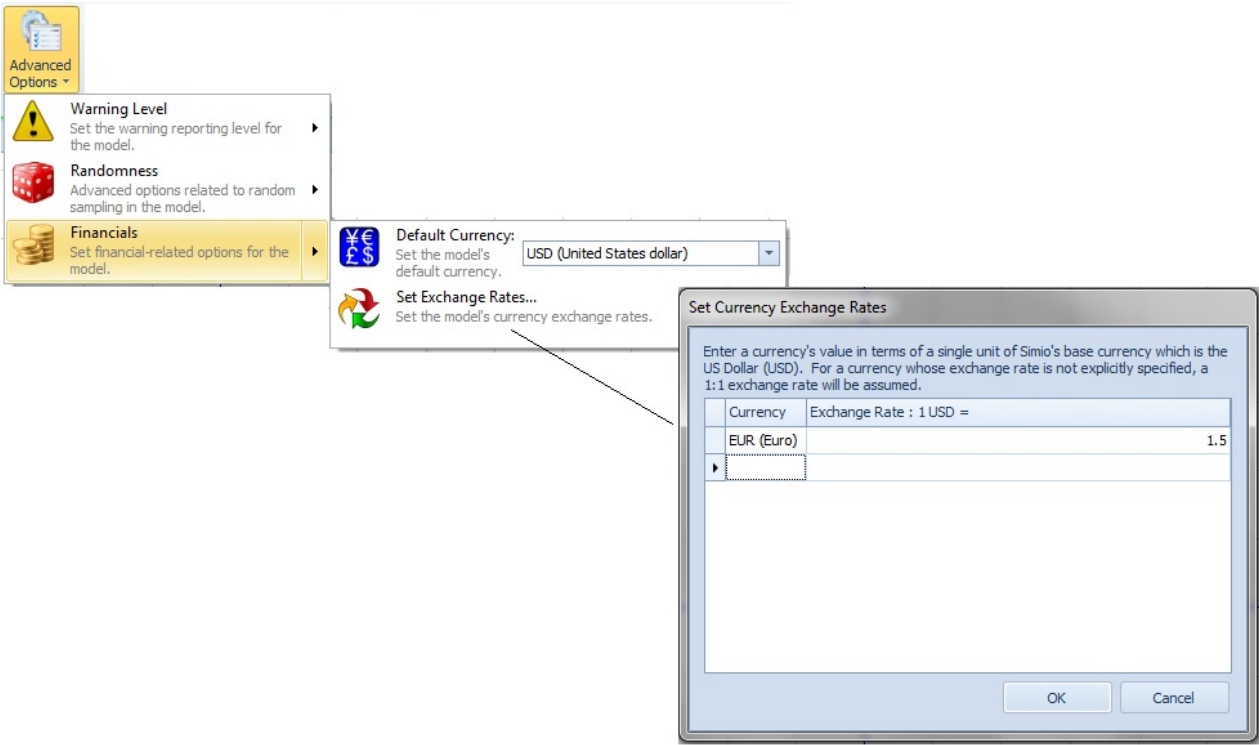 Advanced
Options
Warning Level
Set the warning reporting level for
the model.
Randomness
Advanced options related to random
sampling in the model.
Financials
Set financial-related options for the
model.
¥€
£$
Default Currency:
Set the model's
default currency.
USD (United States dollar)
Set Exchange Rates...
Set the model's currency exchange rates.
Set Currency Exchange Rates
Enter a currency's value in terms of a single unit of Simio's base currency which is the
US Dollar (USD).  For a currency whose exchange rate is not explicitly specified, a
1:1 exchange rate will be assumed.
Currency Exchange Rate : 1 USD =
EUR (Euro) 1.5
OK Cancel